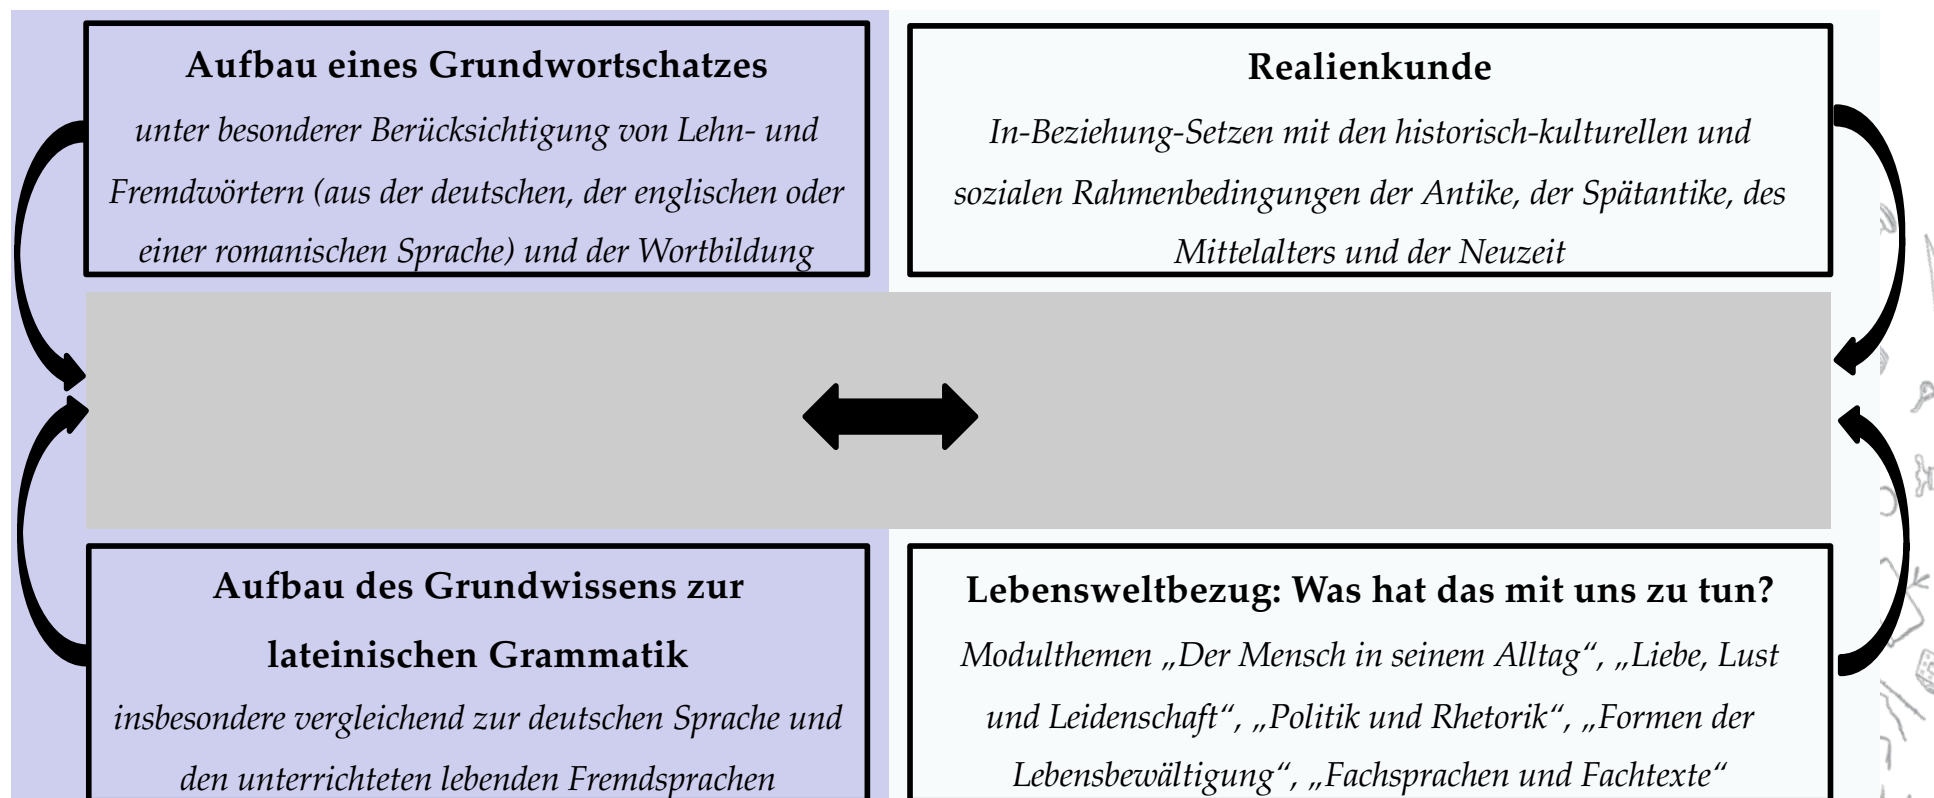 Aufbau eines Grundwortschatzes
unter besonderer Berücksichtigung von Lehn- und
Fremdwörtern (aus der deutschen, der englischen oder
einer romanischen Sprache) und der Wortbildung
Realienkunde
In-Beziehung-Setzen mit den historisch-kulturellen und
sozialen Rahmenbedingungen der Antike, der Spätantike, des
Mittelalters und der Neuzeit
Aufbau des Grundwissens zur
lateinischen Grammatik
insbesondere vergleichend zur deutschen Sprache und
den unterrichteten lebenden Fremdsprachen
Lebensweltbezug: Was hat das mit uns zu tun?
Modulthemen „Der Mensch in seinem Alltag“, „Liebe, Lust
und Leidenschaft“, „Politik und Rhetorik“, „Formen der
Lebensbewältigung“, „Fachsprachen und Fachtexte“